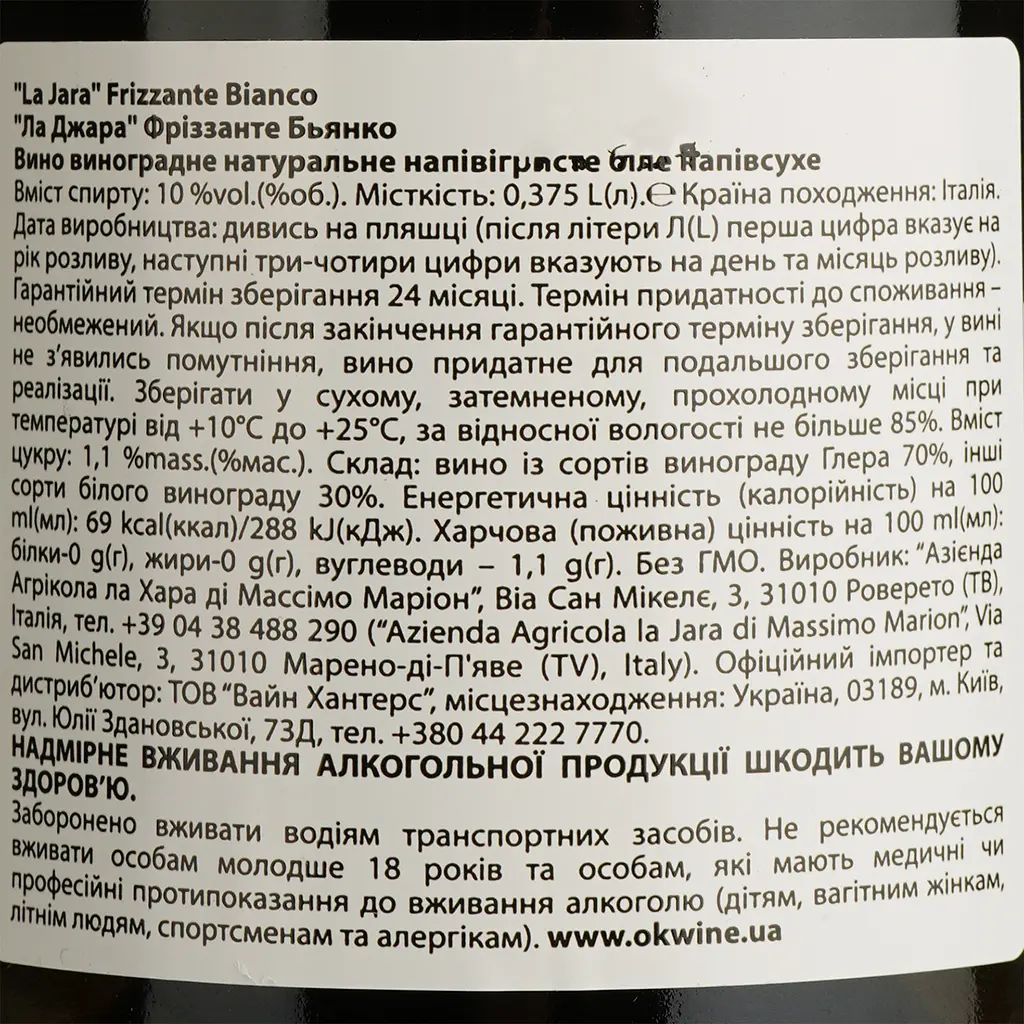 "La Jara" Frizzante Bianco
"Ла Джара" Фріззанте Бьянко
Вино виноградне натуральне напівігристе біле напівсухе
Вміст спирту: 10 %vol.(%об.). Місткість: 0,375 L(л).℮ Країна походження: Італія.
Дата виробництва: дивись на пляшці (після літери Л(L) перша цифра вказує на
рік розливу, наступні три-чотири цифри вказують на день та місяць розливу).
Гарантійний термін зберігання 24 місяці. Термін придатності до споживання –
необмежений. Якщо після закінчення гарантійного терміну зберігання, у вині
не з’явились помутніння, вино придатне для подальшого зберігання та
реалізації. Зберігати у сухому, затемненому, прохолодному місці при
температурі від +10°С до +25°С, за відносної вологості не більше 85%. Вміст
цукру: 1,1 %mass.(%мас.). Склад: вино із сортів винограду Глера 70%, інші
сорти білого винограду 30%. Енергетична цінність (калорійність) на 100
ml(мл): 69 kcal(ккал)/288 kJ(кДж). Харчова (поживна) цінність на 100 ml(мл):
білки-0 g(г), жири-0 g(г), вуглеводи – 1,1 g(г). Без ГМО. Виробник: “Азієнда
Агрікола ла Хара ді Массімо Маріон”, Віа Сан Мікелє, 3, 31010 Роверето (ТВ),
Італія, тел. +39 04 38 488 290 (“Azienda Agricola la Jara di Massimo Marion”, Via
San Michele, 3, 31010 Марено-ді-П'яве (TV), Italy). Офіційний імпортер та
дистриб’ютор: ТОВ “Вайн Хантерс”, місцезнаходження: Україна, 03189, м. Київ,
вул. Юлії Здановської, 73Д, тел. +380 44 222 7770.
НАДМІРНЕ ВЖИВАННЯ АЛКОГОЛЬНОЇ ПРОДУКЦІЇ ШКОДИТЬ ВАШОМУ
ЗДОРОВ’Ю.
Заборонено вживати водіям транспортних засобів. Не рекомендується
вживати особам молодше 18 років та особам, які мають медичні чи
професійні протипоказання до вживання алкоголю (дітям, вагітним жінкам,
літнім людям, спортсменам та алергікам). www.okwine.ua